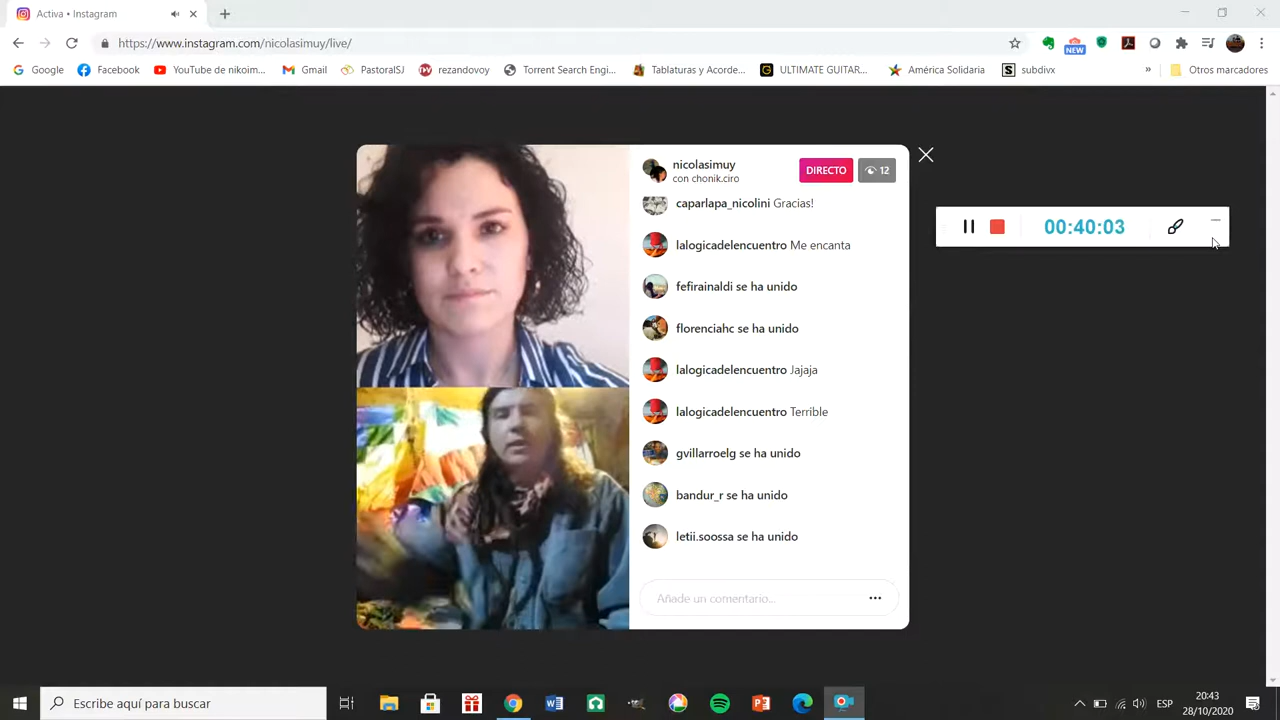 Activa • Instagram
https://www.instagram.com/nicolasimuy/live/
NEW
Google Facebook YouTube de nikoim... Gmail PastoralSJ rezandovoy Torrent Search Engi... Tablaturas y Acorde... ULTIMATE GUITAR... América Solidaria subdivx » Otros marcadores
nicolasimuy
con chonik.ciro
DIRECTO 12
caparlapa_nicolini Gracias!
lalogicadelencuentro Me encanta
fefirainaldi se ha unido
florenciahc se ha unido
lalogicadelencuentro Jajaja
lalogicadelencuentro Terrible
gvillarroelg se ha unido
bandur_r se ha unido
letii.soossa se ha unido
Añade un comentario...
00:40:03
Escribe aquí para buscar
ESP
20:43
28/10/2020